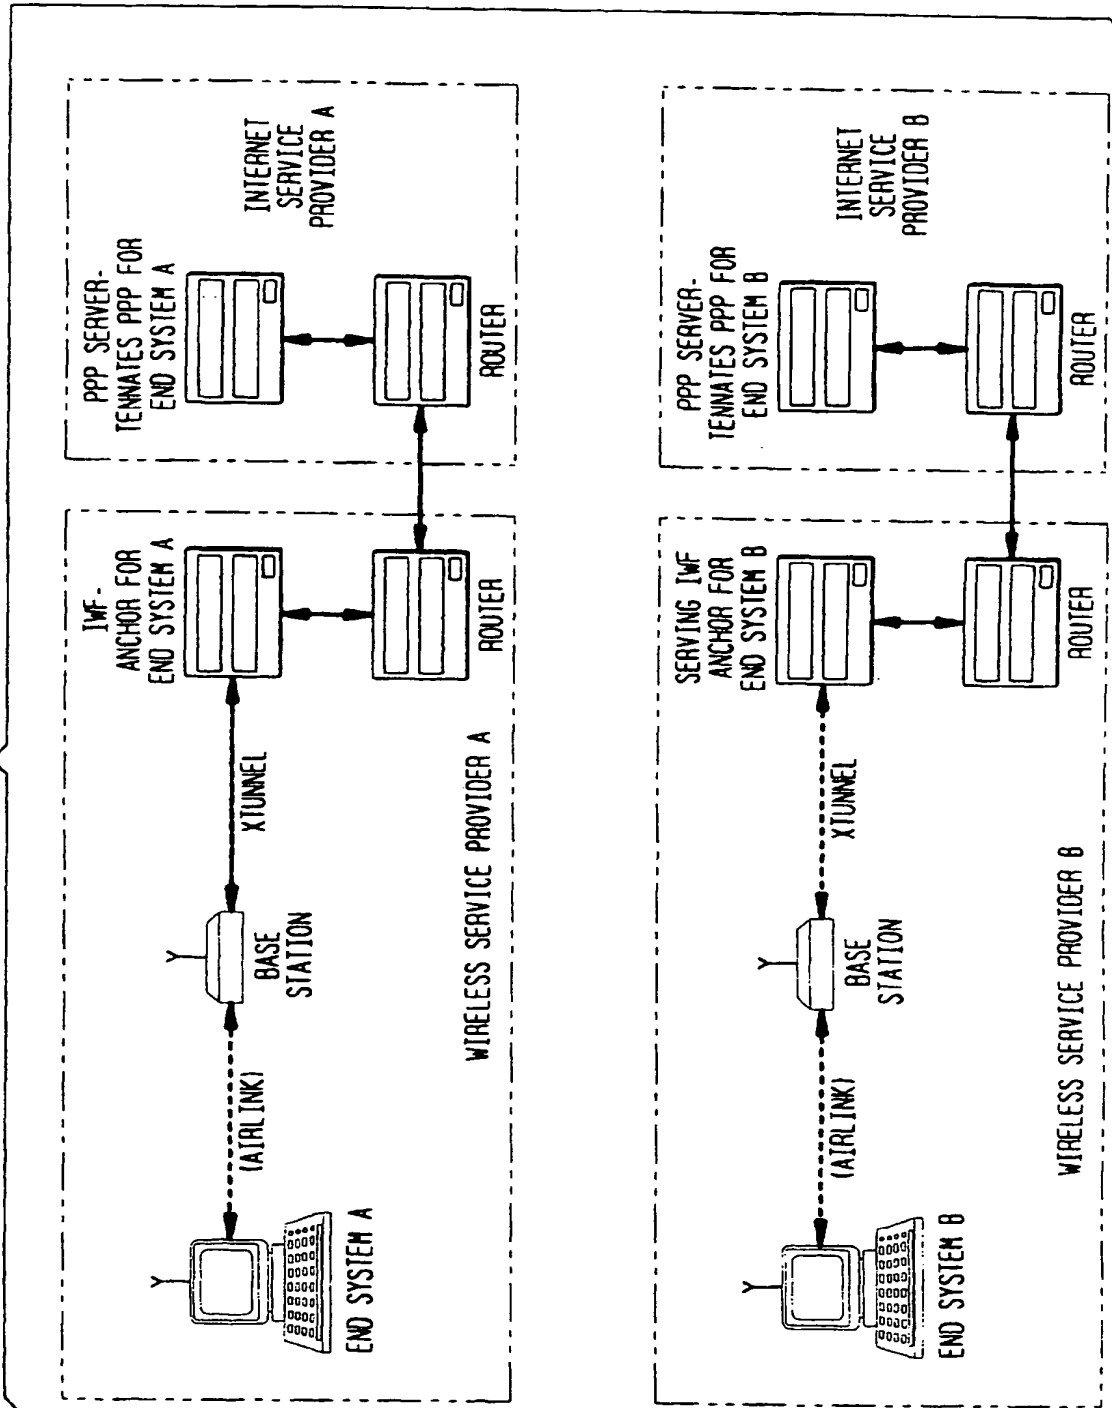 END SYSTEM A
(AIRLINK)
BASE
STATION
XTUNNEL
IWF-
ANCHOR FOR
END SYSTEM A
ROUTER
WIRELESS SERVICE PROVIDER A
PPP SERVER-
TENNATES PPP FOR
END SYSTEM A
ROUTER
INTERNET
SERVICE
PROVIDER A
END SYSTEM B
(AIRLINK)
BASE
STATION
XTUNNEL
SERVING IWF
ANCHOR FOR
END SYSTEM B
ROUTER
WIRELESS SERVICE PROVIDER B
PPP SERVER-
TENNATES PPP FOR
END SYSTEM B
ROUTER
INTERNET
SERVICE
PROVIDER B